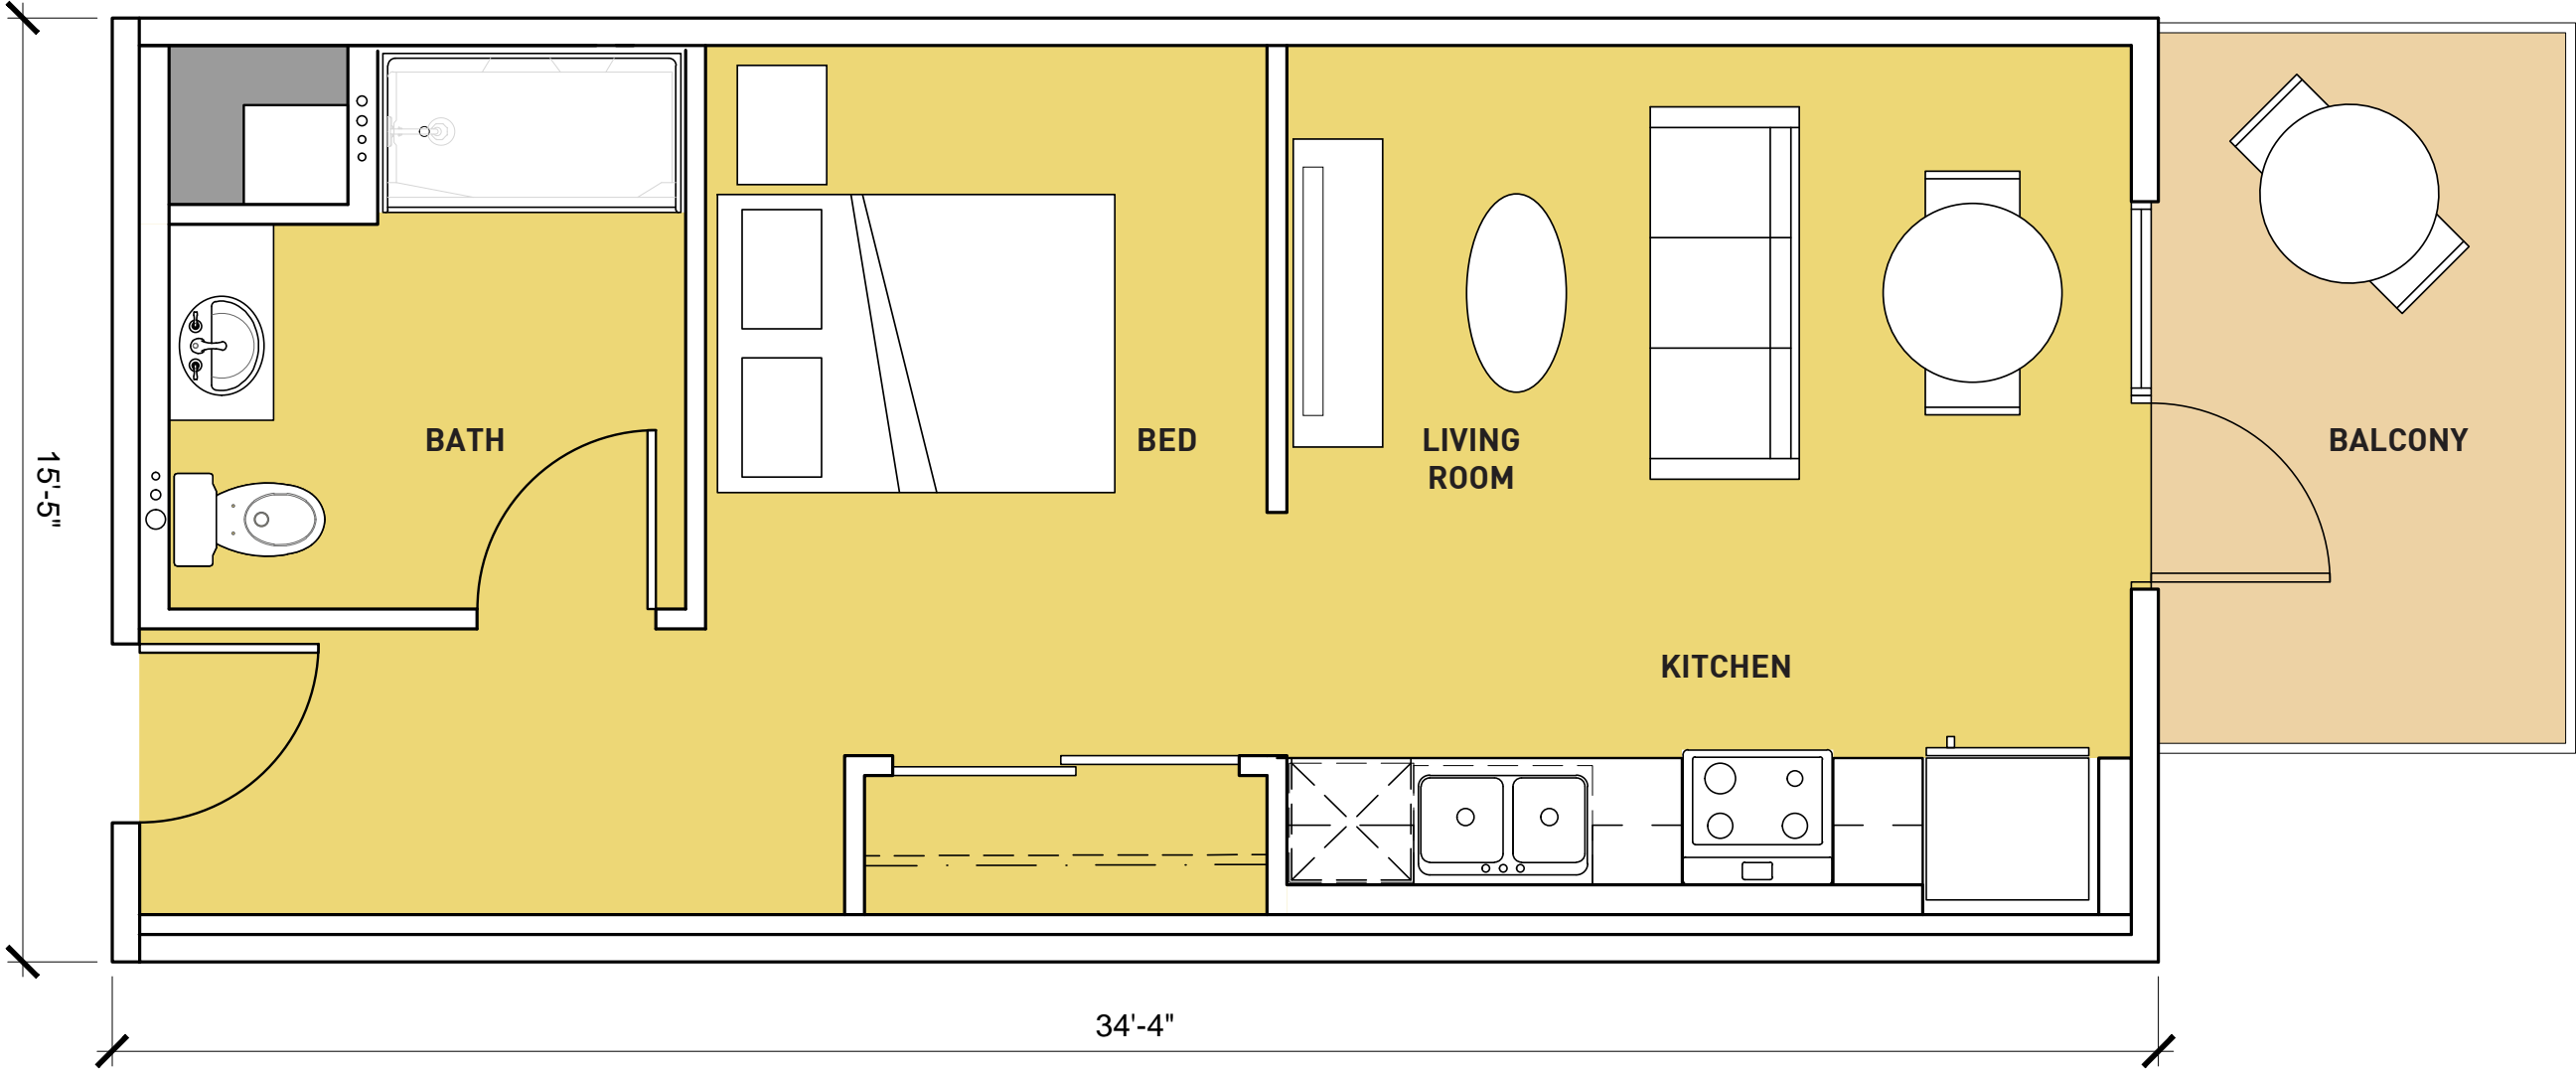 BATH
BED
LIVING
ROOM
BALCONY
15'-5"
KITCHEN
34'-4"